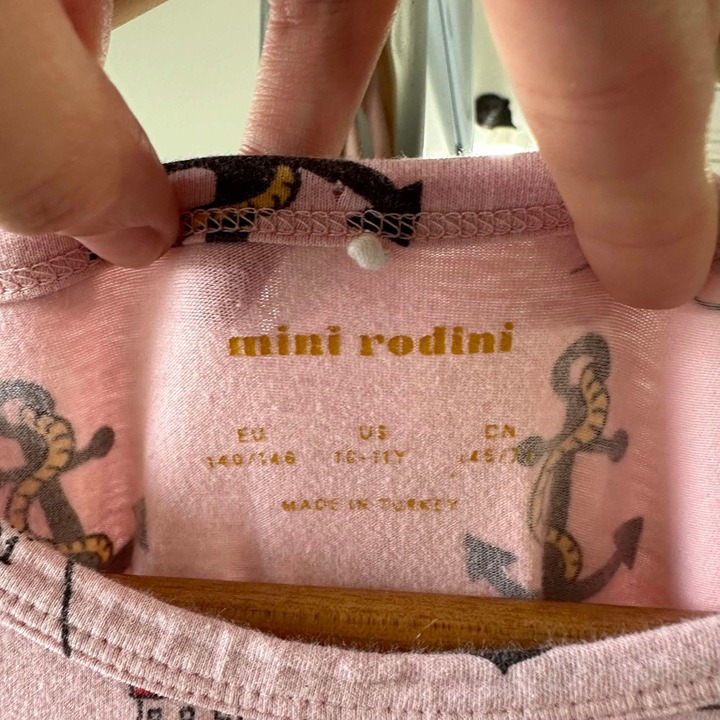 mini rodini
EU US CN
140/146 10-11Y
MADE IN TURKEY